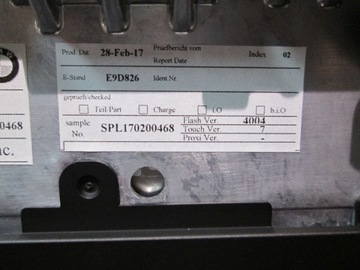 Prod Dat 28-Feb-17 Pruefbericht vom Index 02
Report Date
E-Stand E9D826 Ident.Nr.
geprueft/checked
Teil/Part Charge i.O n.i.O
0468 sample No. SPL170200468 Flash Ver. 4004
Touch Ver. 7
Proxi Ver. -
nc.